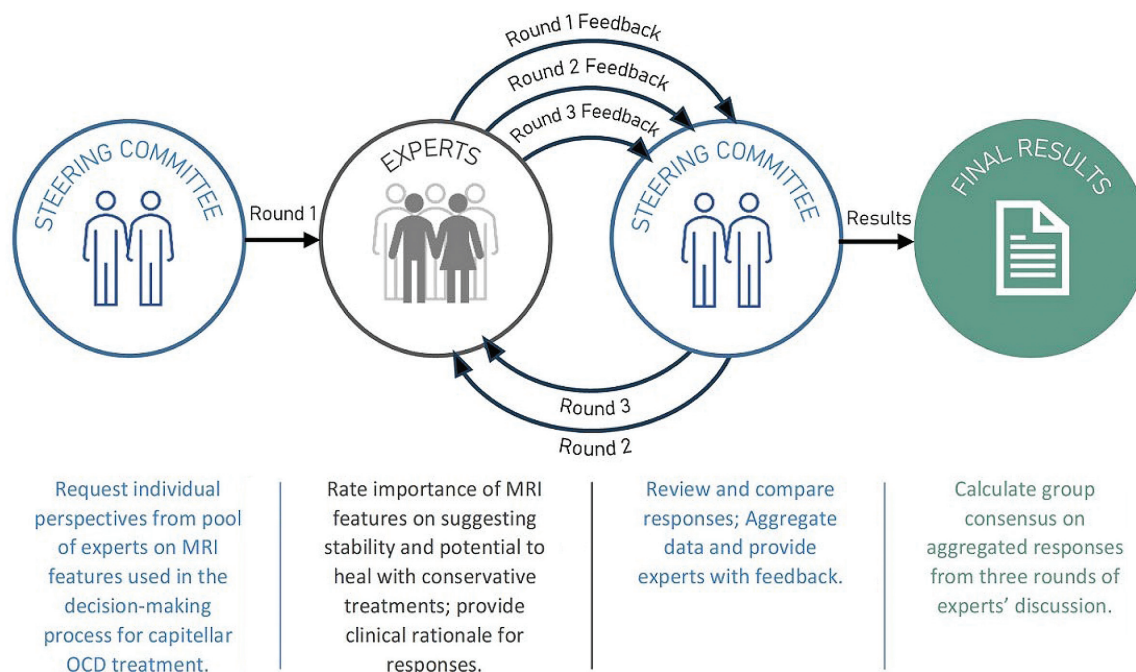 Round 1 Feedback
Round 2 Feedback
Round 3 Feedback
STEERING COMMITTEE
Round 1
EXPERTS
STEERING COMMITTEE
Results
FINAL RESULTS
Round 3
Round 2
Request individual
perspectives from pool
of experts on MRI
features used in the
decision-making
process for capitellar
OCD treatment.
Rate importance of MRI
features on suggesting
stability and potential to
heal with conservative
treatments; provide
clinical rationale for
responses.
Review and compare
responses; Aggregate
data and provide
experts with feedback.
Calculate group
consensus on
aggregated responses
from three rounds of
experts’ discussion.